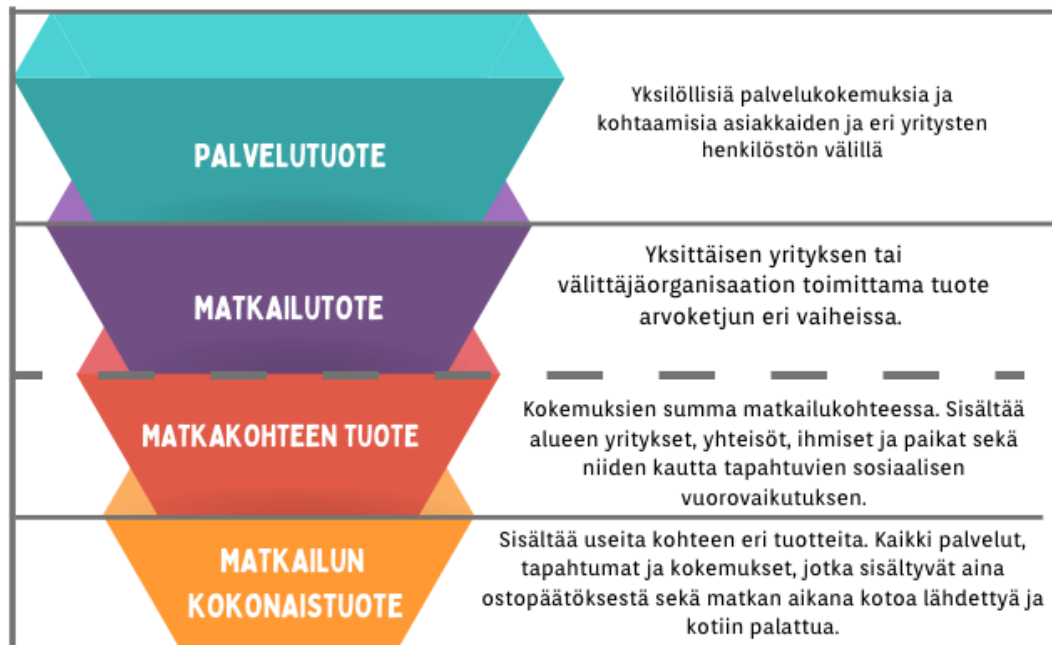 PALVELUTUOTE
Yksilöllisiä palvelukokemuksia ja
kohtaamisia asiakkaiden ja eri yritysten
henkilöstön välillä
MATKAILUTOTE
Yksittäisen yrityksen tai
välittäjäorganisaation toimittama tuote
arvoketjun eri vaiheissa.
MATKAKOHTEEN TUOTE
Kokemuksien summa matkailukohteessa. Sisältää
alueen yritykset, yhteisöt, ihmiset ja paikat sekä
niiden kautta tapahtuvien sosiaalisen
vuorovaikutuksen.
MATKAILUN
KOKONAISTUOTE
Sisältää useita kohteen eri tuotteita. Kaikki palvelut,
tapahtumat ja kokemukset, jotka sisältyvät aina
ostopäätöksestä sekä matkan aikana kotoa lähdettyä ja
kotiin palattua.